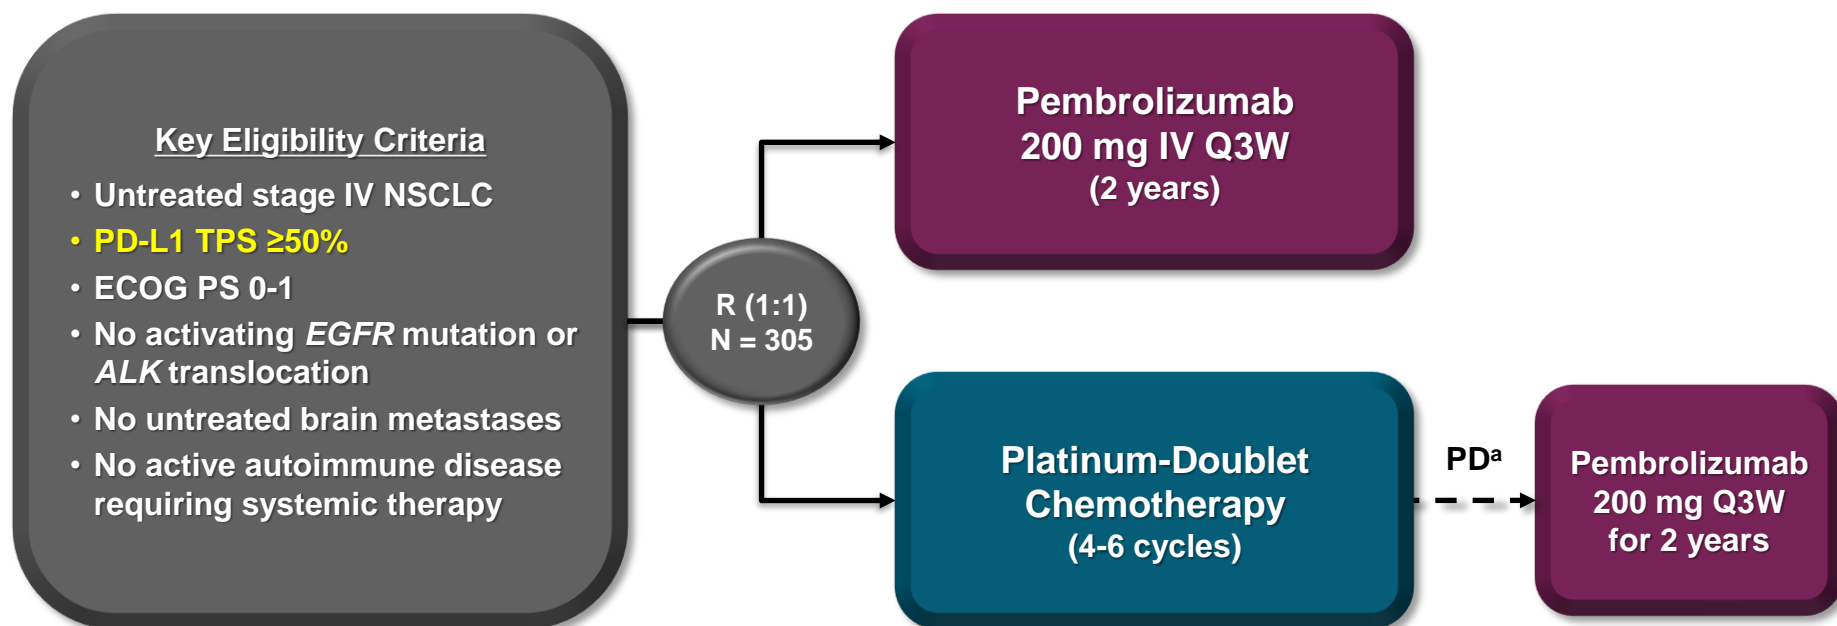 Key Eligibility Criteria
• Untreated stage IV NSCLC
• PD-L1 TPS ≥50%
• ECOG PS 0-1
• No activating EGFR mutation or
ALK translocation
• No untreated brain metastases
• No active autoimmune disease
requiring systemic therapy
R (1:1)
N = 305
Pembrolizumab
200 mg IV Q3W
(2 years)
Platinum-Doublet
Chemotherapy
(4-6 cycles)
PDᵃ
Pembrolizumab
200 mg Q3W
for 2 years